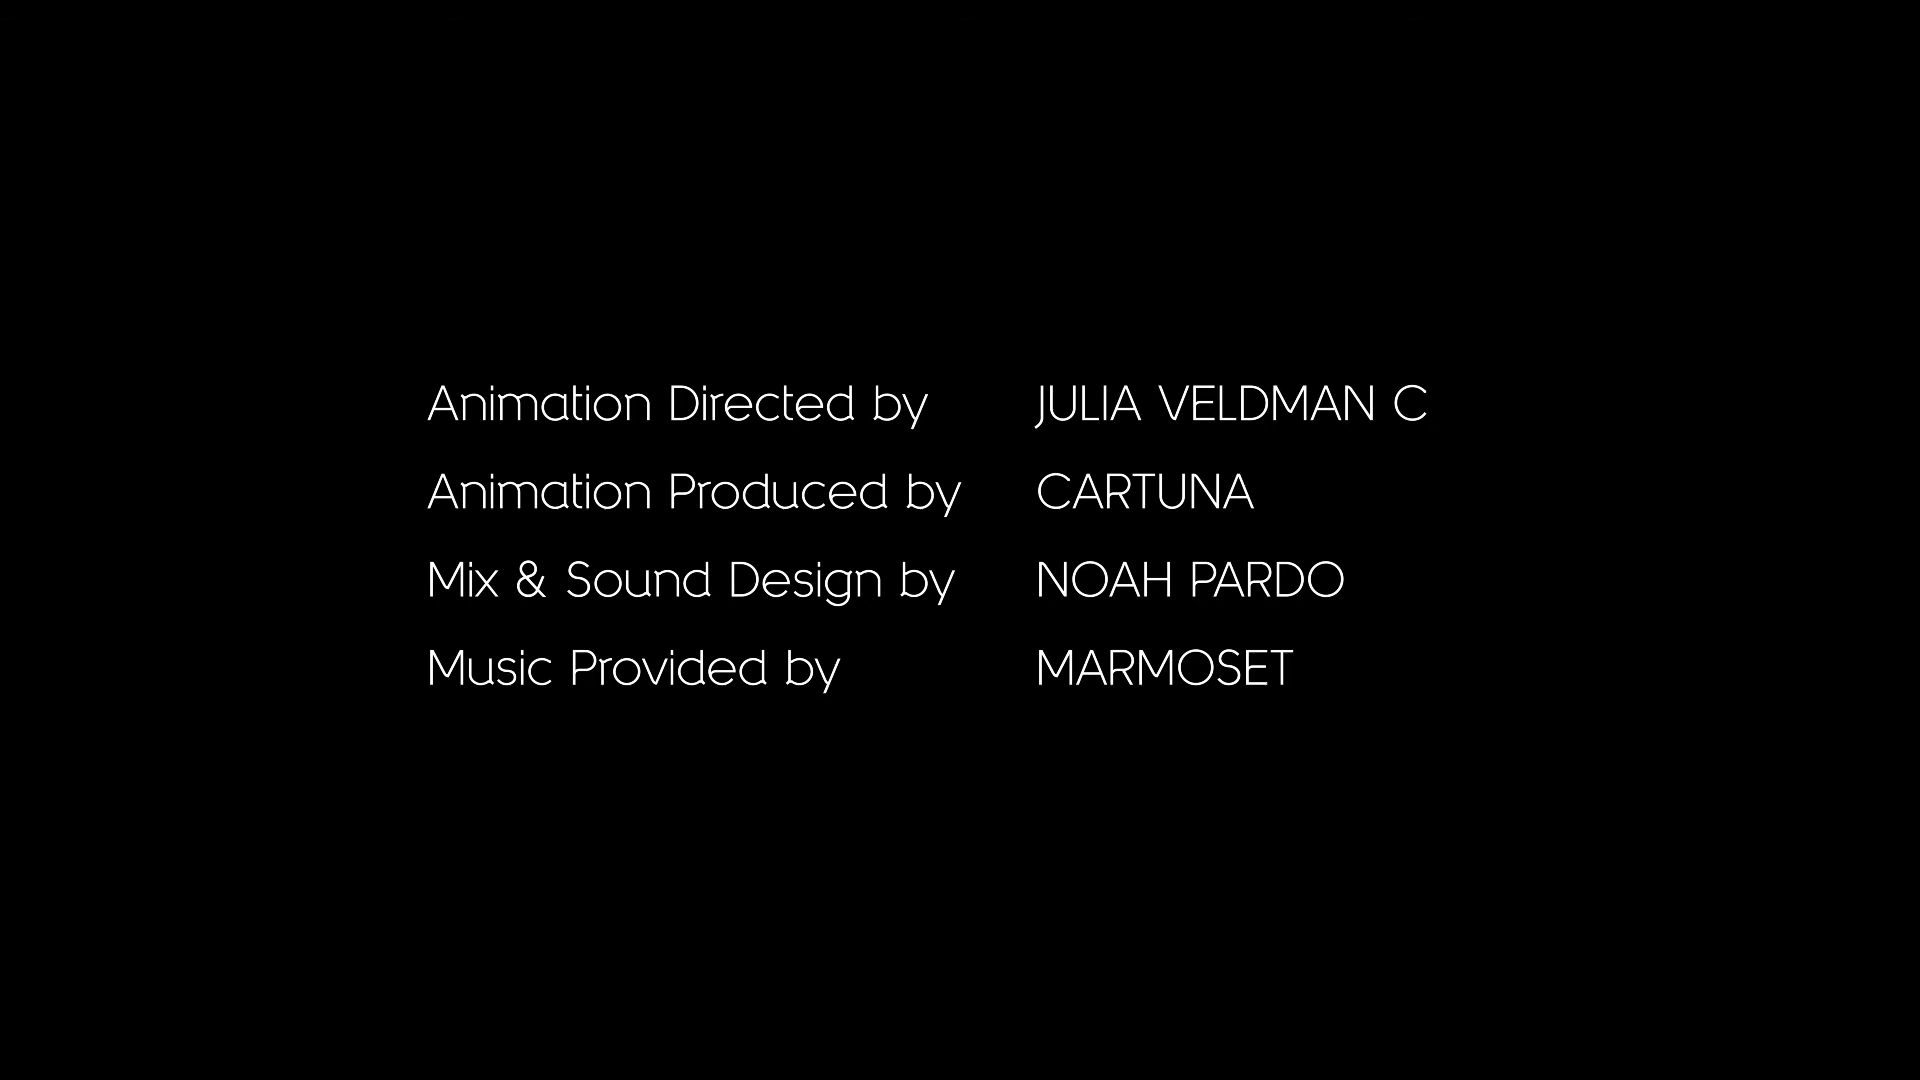 Animation Directed by JULIA VELDMAN C
Animation Produced by CARTUNA
Mix & Sound Design by NOAH PARDO
Music Provided by MARMOSET